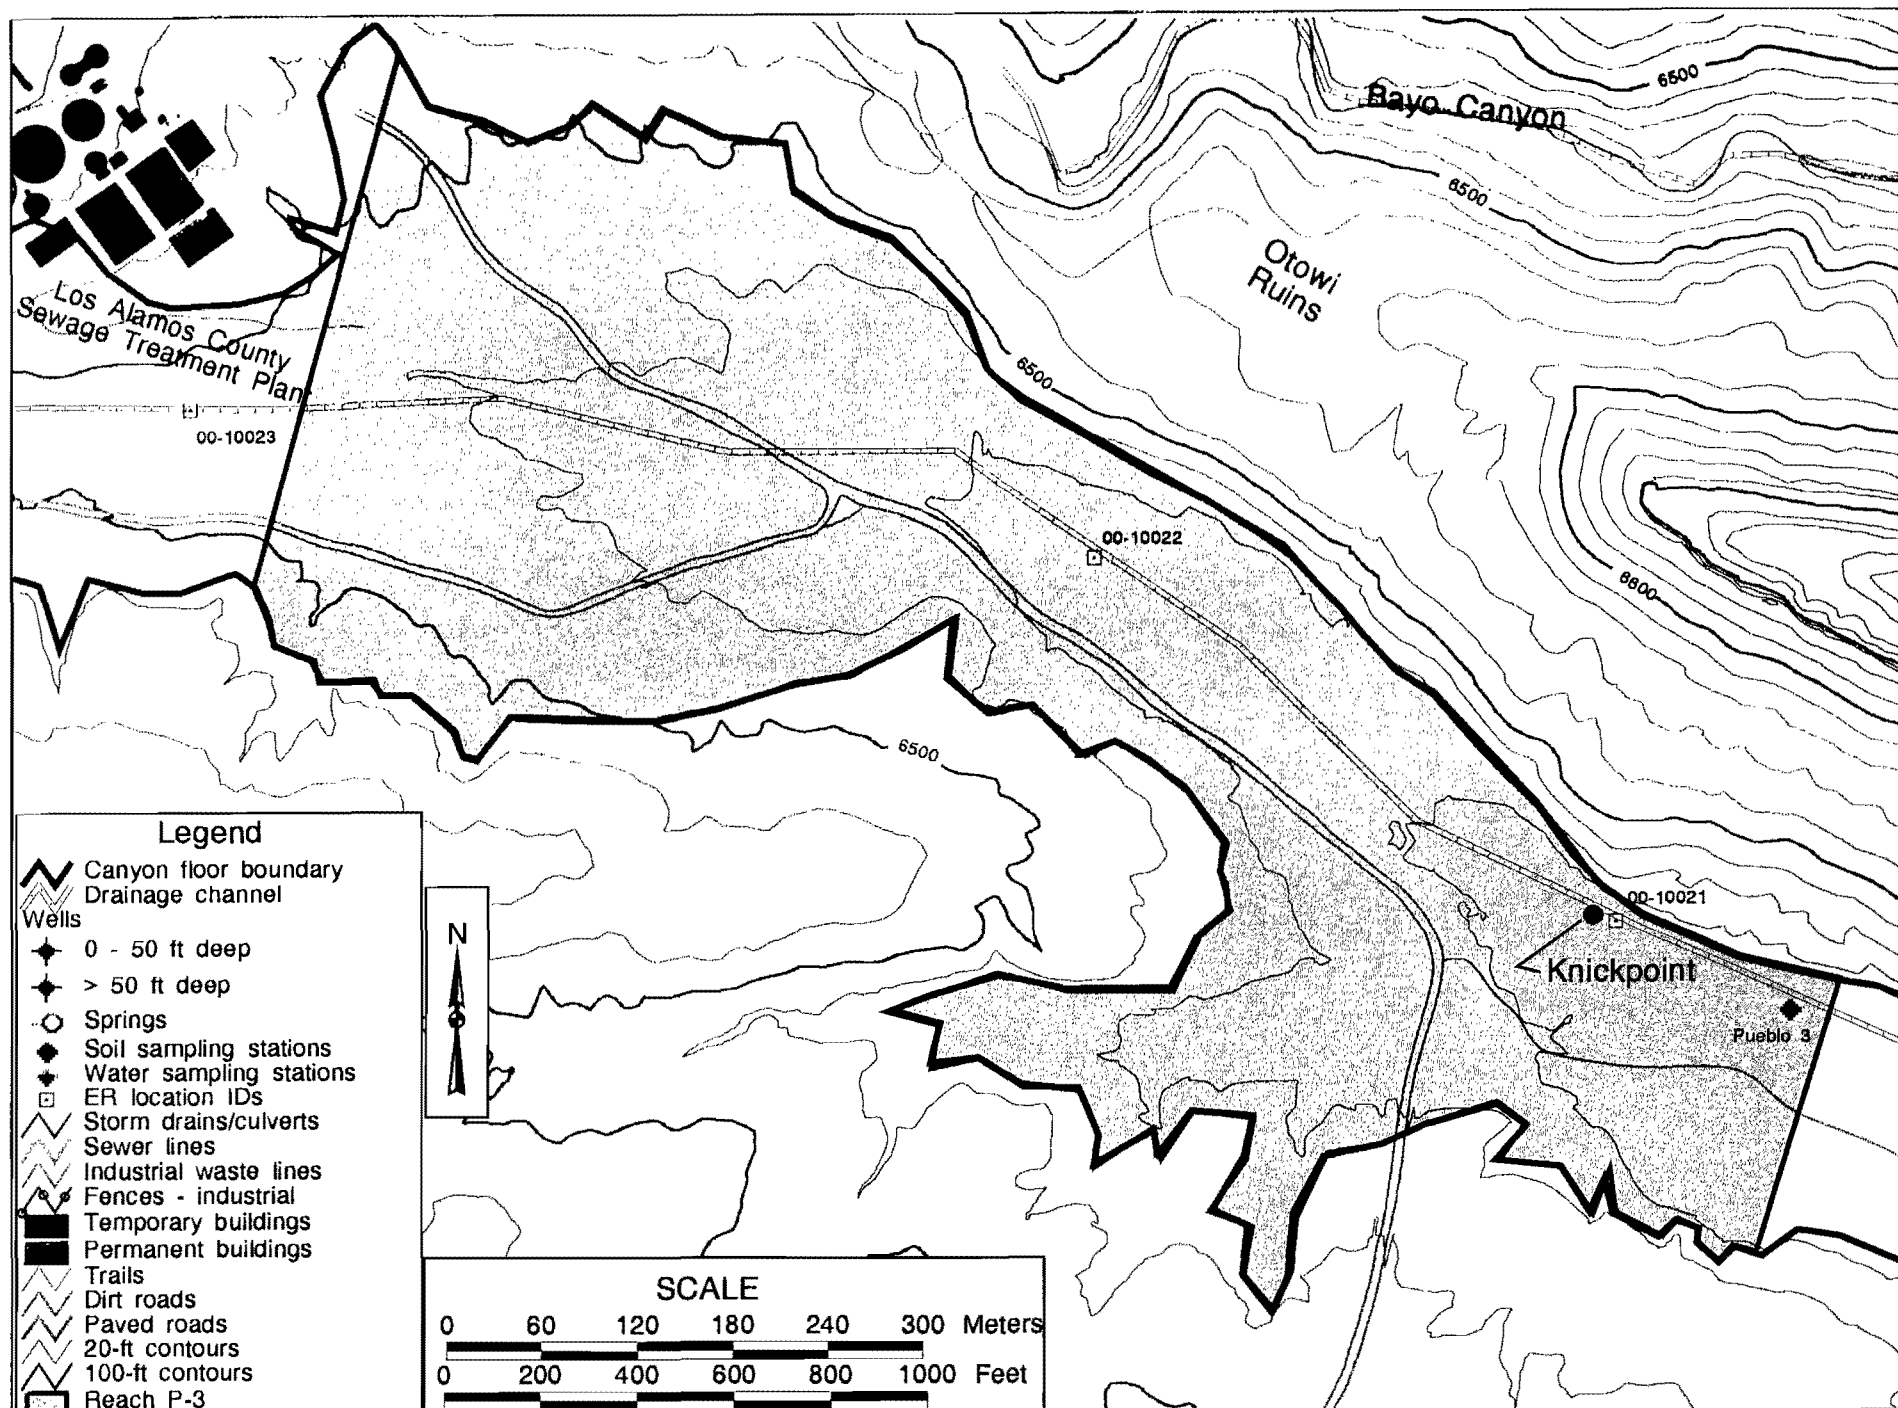 Bayo Canyon
6500
6500
Otowi
Ruins
Los Alamos County
Sewage Treatment Plant
6500
00-10023
00-10022
6600
6500
00-10021
Knickpoint
Pueblo 3
Legend
Canyon floor boundary
Drainage channel
Wells
0 - 50 ft deep
> 50 ft deep
Springs
Soil sampling stations
Water sampling stations
ER location IDs
Storm drains/culverts
Sewer lines
Industrial waste lines
Fences - industrial
Temporary buildings
Permanent buildings
Trails
Dirt roads
Paved roads
20-ft contours
100-ft contours
Reach P-3
N
SCALE
0 60 120 180 240 300 Meters
0 200 400 600 800 1000 Feet